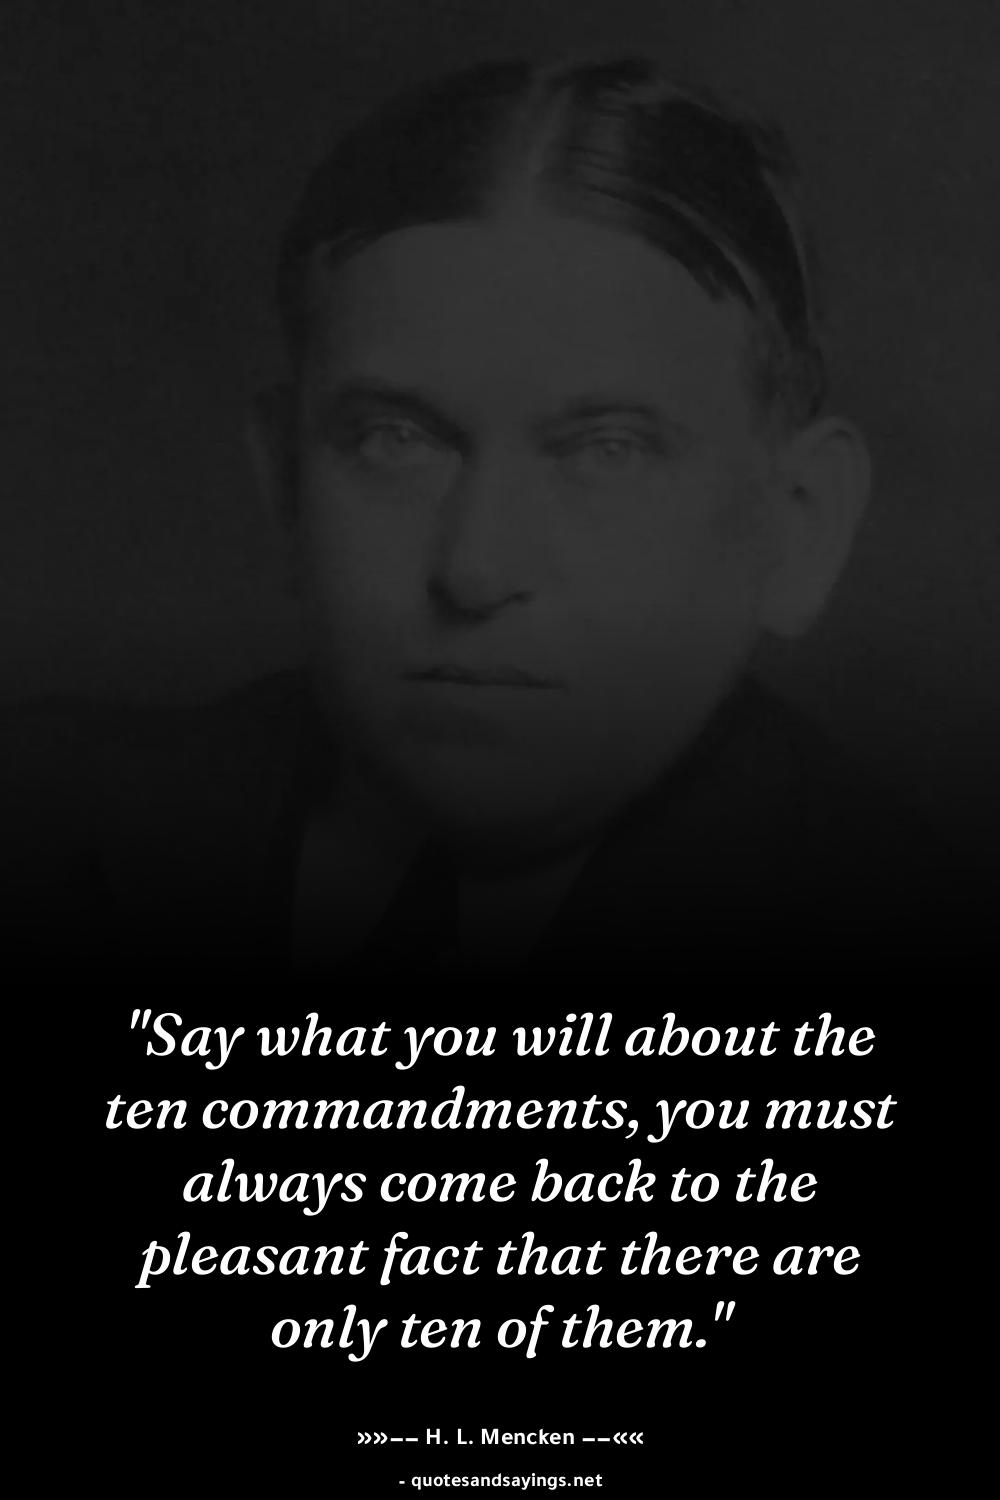 "Say what you will about the
ten commandments, you must
always come back to the
pleasant fact that there are
only ten of them."
»»−− H. L. Mencken −−««
- quotesandsayings.net